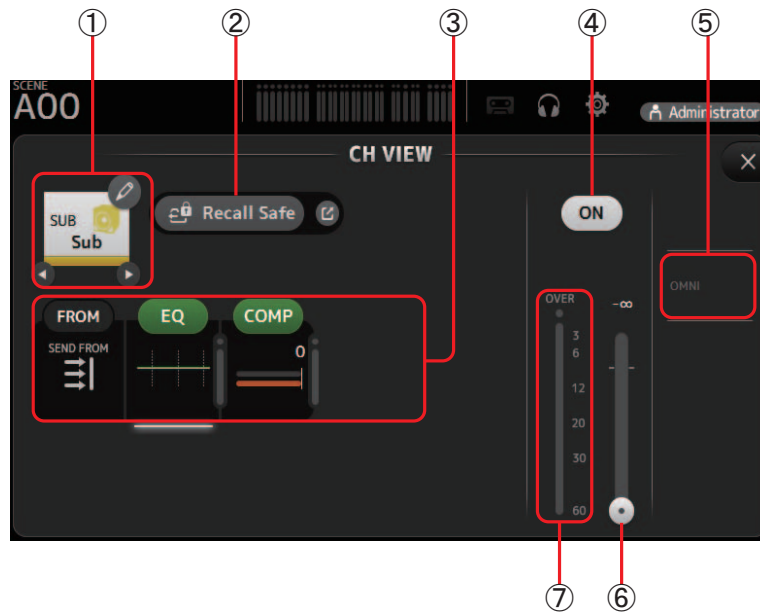 ① ② ③ ④ ⑤
SCENE
A00
Administrator
CH VIEW
SUB
Sub
Recall Safe
ON
OMNI
FROM
EQ
COMP
SEND FROM
0
OVER
-∞
3
6
12
20
30
60
⑦ ⑥